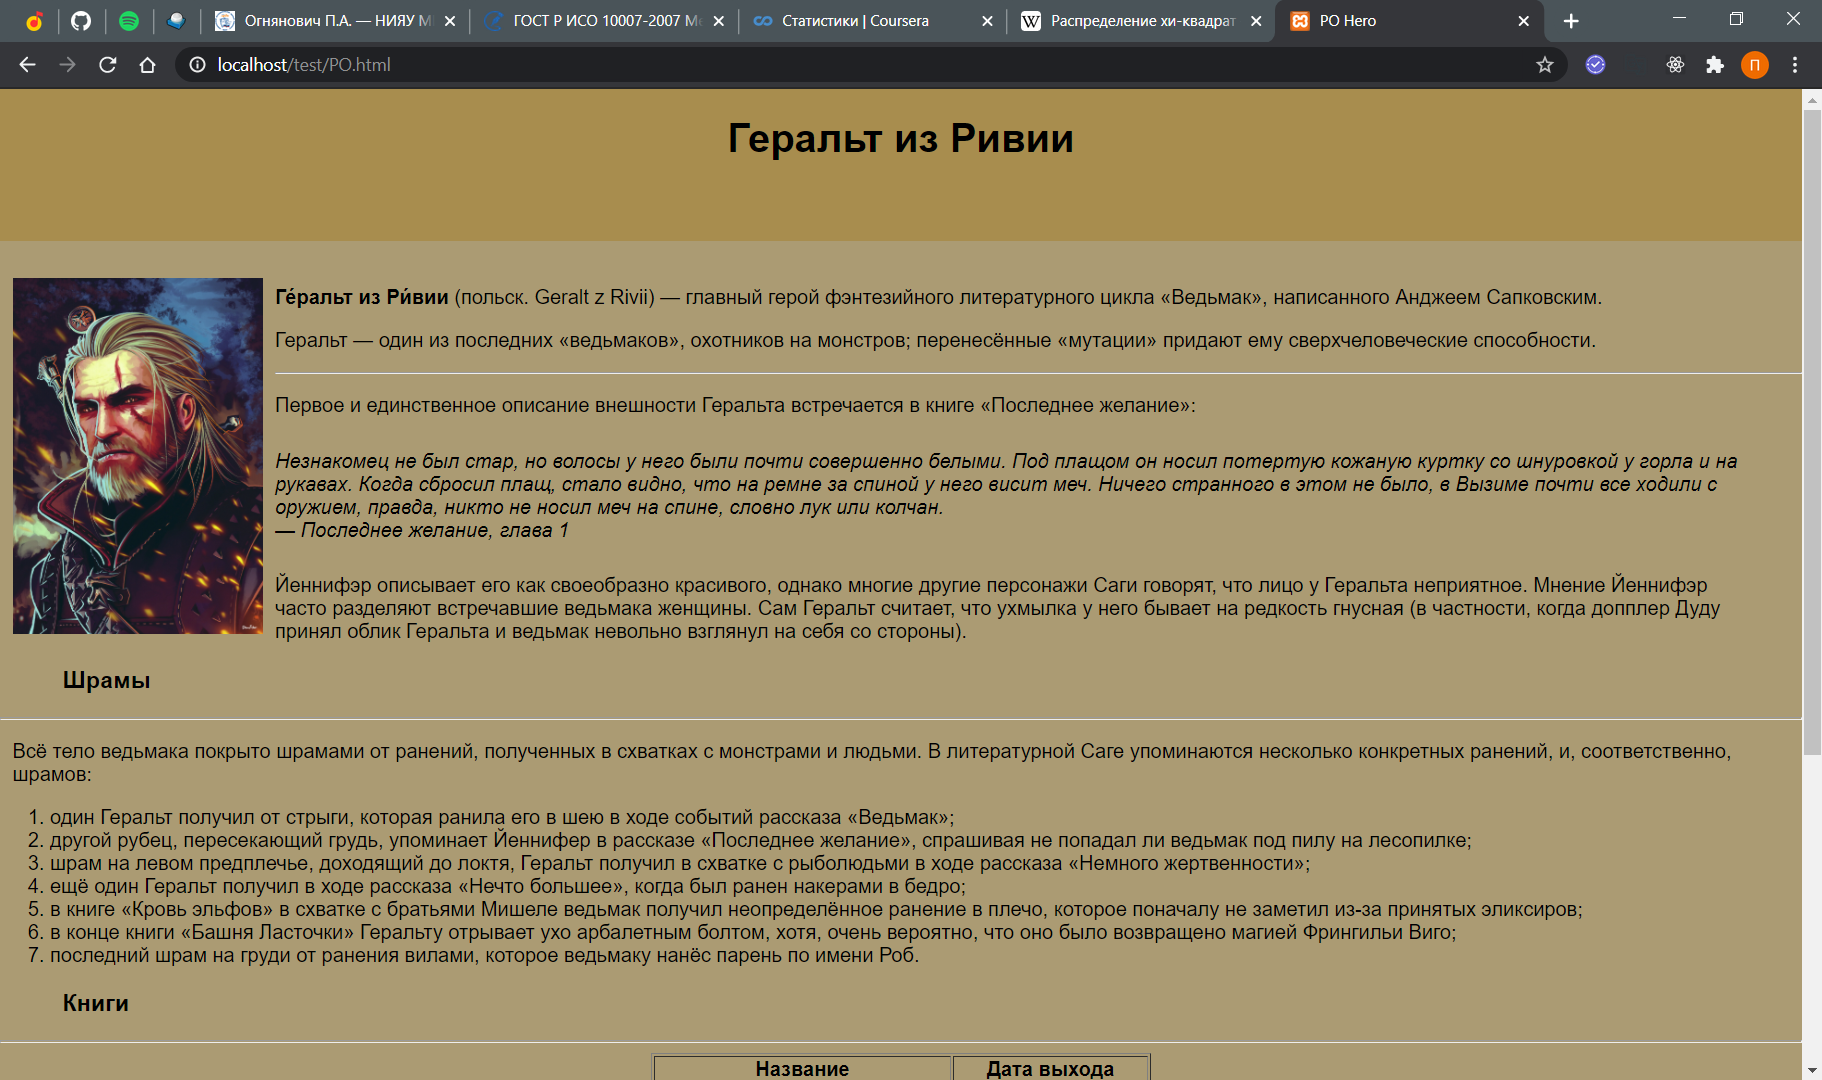 Огнянович П.А. — НИЯУ М
ГОСТ Р ИСО 10007-2007 Ме
Статистики | Coursera
W Распределение хи-квадрат
PO Hero
localhost/test/PO.html
П
Геральт из Ривии
Ге́ральт из Ри́вии (польск. Geralt z Rivii) — главный герой фэнтезийного литературного цикла «Ведьмак», написанного Анджеем Сапковским.
Геральт — один из последних «ведьмаков», охотников на монстров; перенесённые «мутации» придают ему сверхчеловеческие способности.
Первое и единственное описание внешности Геральта встречается в книге «Последнее желание»:
Незнакомец не был стар, но волосы у него были почти совершенно белыми. Под плащом он носил потертую кожаную куртку со шнуровкой у горла и на
рукавах. Когда сбросил плащ, стало видно, что на ремне за спиной у него висит меч. Ничего странного в этом не было, в Вызиме почти все ходили с
оружием, правда, никто не носил меч на спине, словно лук или колчан.
— Последнее желание, глава 1
Йеннифэр описывает его как своеобразно красивого, однако многие другие персонажи Саги говорят, что лицо у Геральта неприятное. Мнение Йеннифэр
часто разделяют встречавшие ведьмака женщины. Сам Геральт считает, что ухмылка у него бывает на редкость гнусная (в частности, когда допплер Дуду
принял облик Геральта и ведьмак невольно взглянул на себя со стороны).
Шрамы
Всё тело ведьмака покрыто шрамами от ранений, полученных в схватках с монстрами и людьми. В литературной Саге упоминаются несколько конкретных ранений, и, соответственно,
шрамов:
1. один Геральт получил от стрыги, которая ранила его в шею в ходе событий рассказа «Ведьмак»;
2. другой рубец, пересекающий грудь, упоминает Йеннифер в рассказе «Последнее желание», спрашивая не попадал ли ведьмак под пилу на лесопилке;
3. шрам на левом предплечье, доходящий до локтя, Геральт получил в схватке с рыболюдьми в ходе рассказа «Немного жертвенности»;
4. ещё один Геральт получил в ходе рассказа «Нечто большее», когда был ранен накерами в бедро;
5. в книге «Кровь эльфов» в схватке с братьями Мишеле ведьмак получил неопределённое ранение в плечо, которое поначалу не заметил из-за принятых эликсиров;
6. в конце книги «Башня Ласточки» Геральту отрывает ухо арбалетным болтом, хотя, очень вероятно, что оно было возвращено магией Фрингильи Виго;
7. последний шрам на груди от ранения вилами, которое ведьмаку нанёс парень по имени Роб.
Книги
Название Дата выхода